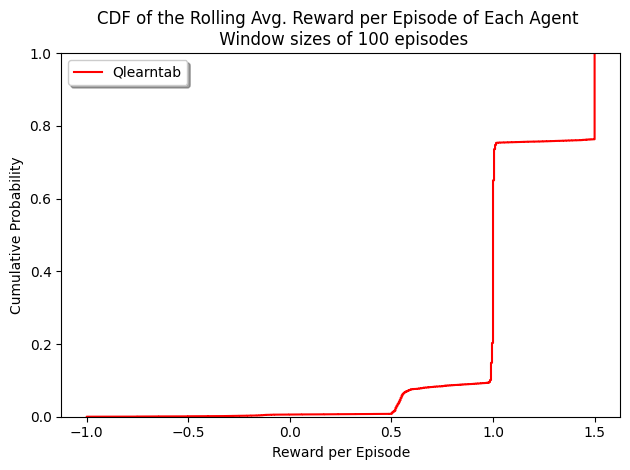 CDF of the Rolling Avg. Reward per Episode of Each Agent
Window sizes of 100 episodes
Qlearntab
1.0
0.8
0.6
0.4
0.2
0.0
Cumulative Probability
−1.0 −0.5 0.0 0.5 1.0 1.5
Reward per Episode